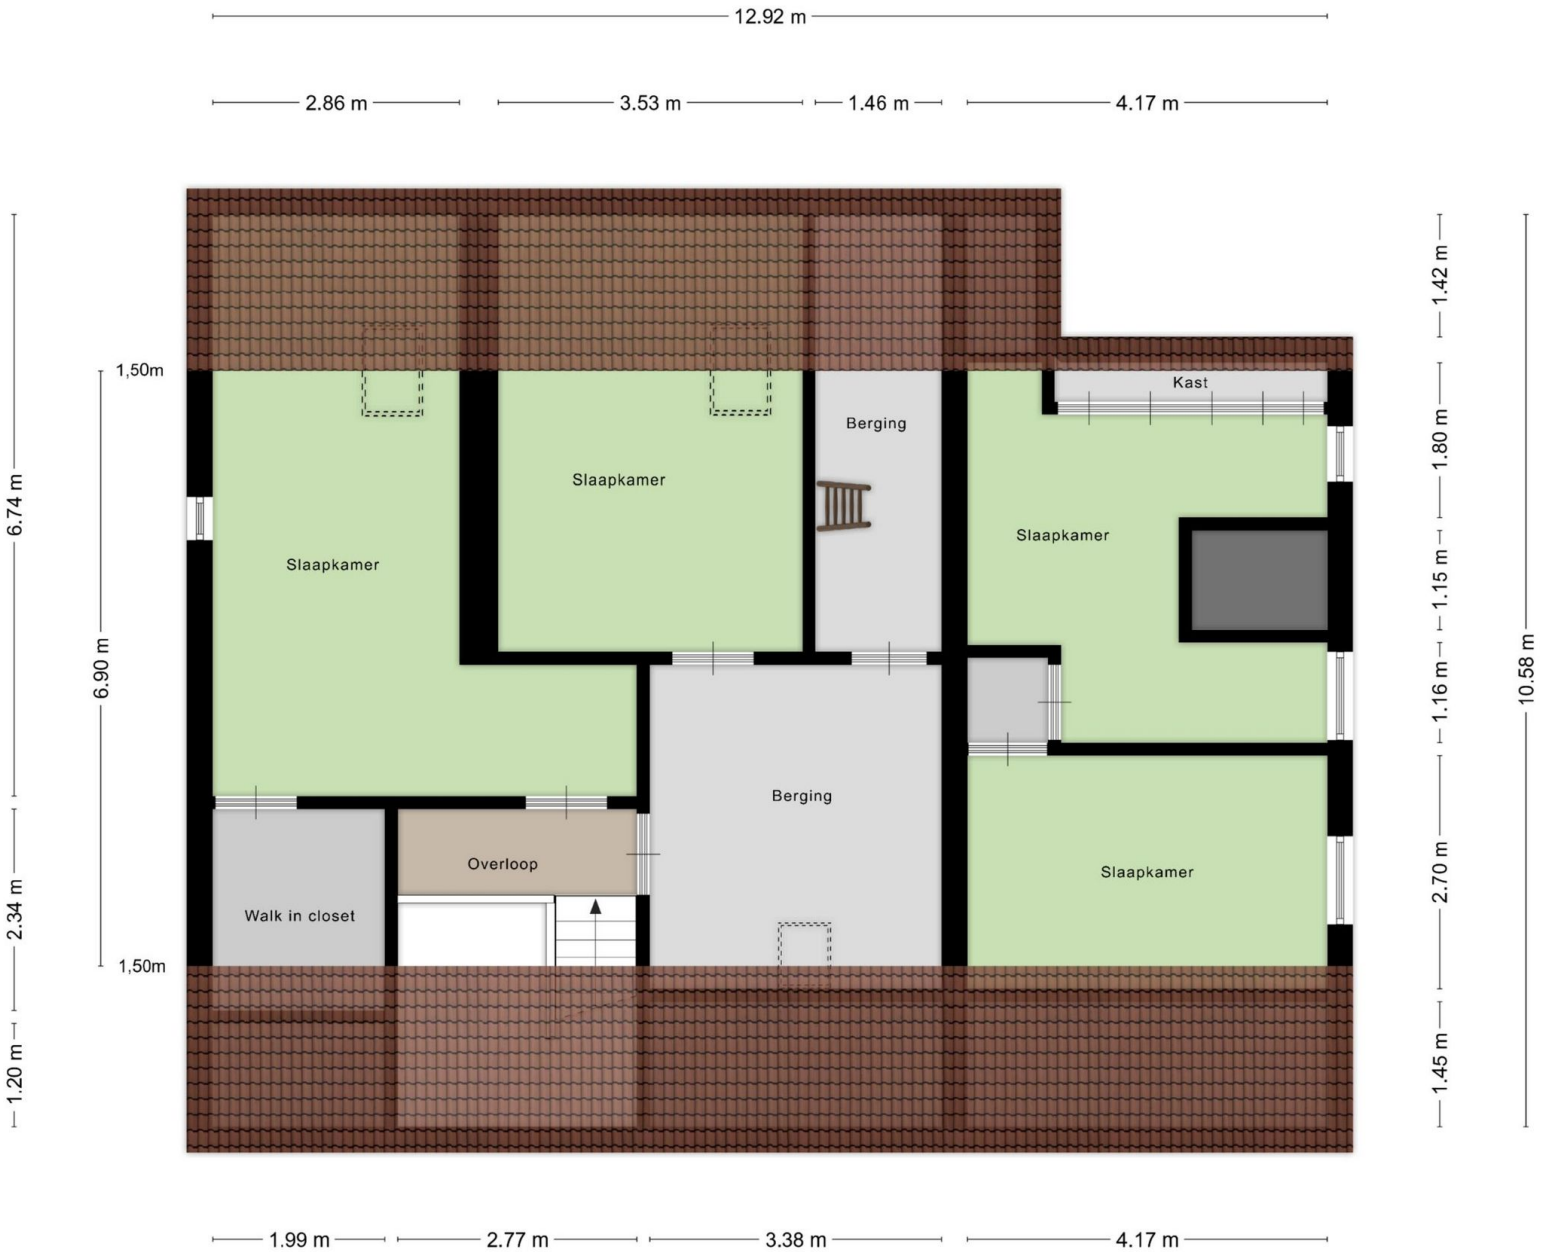 12.92 m
2.86 m
3.53 m
1.46 m
4.17 m
1.42 m
1,50m
Kast
Berging
1.80 m
Slaapkamer
6.74 m
Slaapkamer
Slaapkamer
1.15 m
6.90 m
10.58 m
1.16 m
Berging
Overloop
Slaapkamer
2.70 m
Walk in closet
2.34 m
1,50m
1.20 m
1.45 m
1.99 m
2.77 m
3.38 m
4.17 m